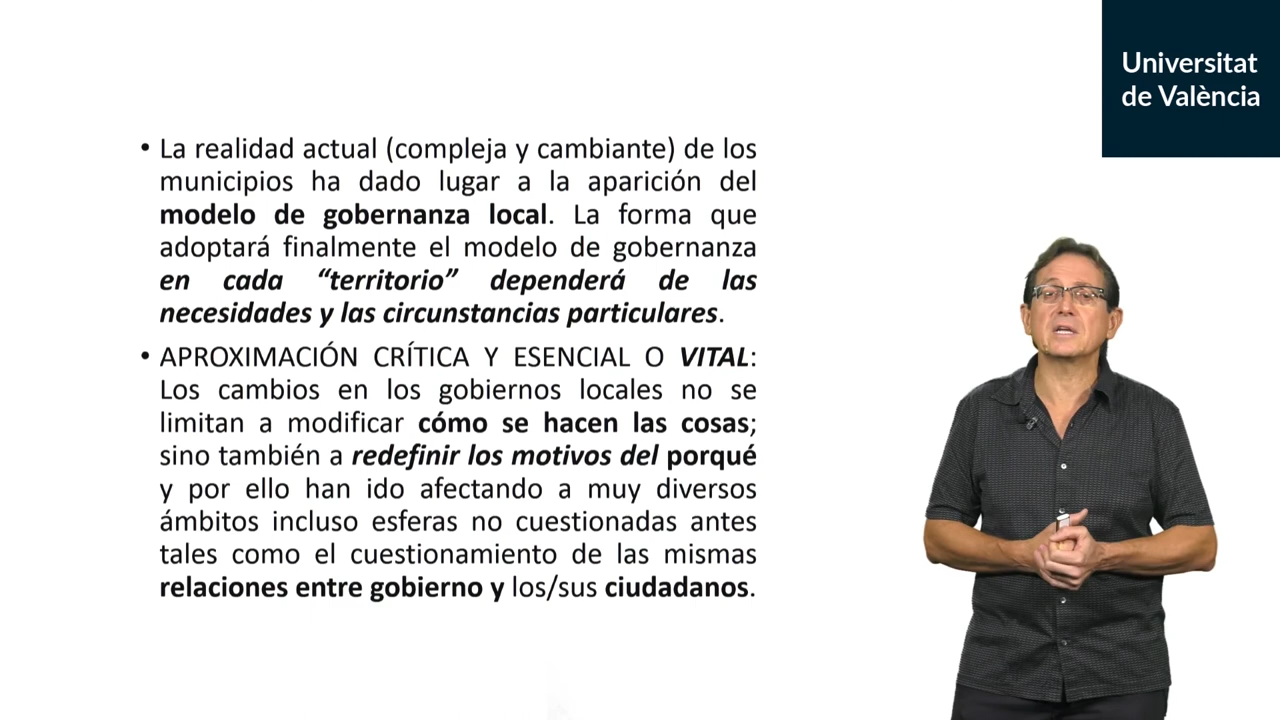 Universitat
de València
• La realidad actual (compleja y cambiante) de los
municipios ha dado lugar a la aparición del
modelo de gobernanza local. La forma que
adoptará finalmente el modelo de gobernanza
en cada “territorio” dependerá de las
necesidades y las circunstancias particulares.
• APROXIMACIÓN CRÍTICA Y ESENCIAL O VITAL:
Los cambios en los gobiernos locales no se
limitan a modificar cómo se hacen las cosas;
sino también a redefinir los motivos del porqué
y por ello han ido afectando a muy diversos
ámbitos incluso esferas no cuestionadas antes
tales como el cuestionamiento de las mismas
relaciones entre gobierno y los/sus ciudadanos.